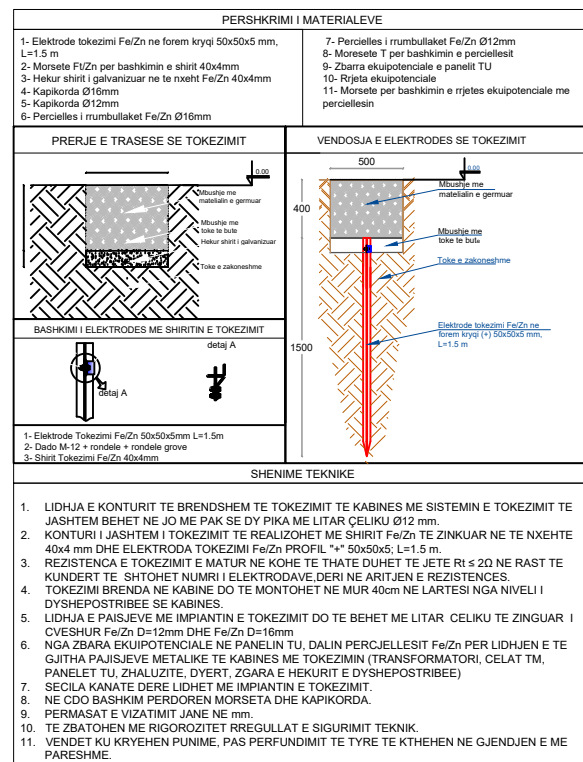 PERSHKRIMI I MATERIALEVE
1- Elektrode tokezimi Fe/Zn ne forem kryqi 50x50x5 mm,
L=1.5 m
2- Morsete Ft/Zn per bashkimin e shirit 40x4mm
3- Hekur shirit i galvanizuar ne te nxeht Fe/Zn 40x4mm
4- Kapikorda Ø16mm
5- Kapikorda Ø12mm
6- Percielles i rrumbullaket Fe/Zn Ø16mm
7- Percielles i rrumbullaket Fe/Zn Ø12mm
8- Moresete T per bashkimin e perciellesit
9- Zbarra ekuipotenciale e panelit TU
10- Rrjeta ekuipotenciale
11- Morsete per bashkimin e rrjetes ekuipotenciale me
perciellesin
PRERJE E TRASESE SE TOKEZIMIT
0.00
Mbushje me
matelialin e germuar
Mbushje me
toke te bute
Hekur shirit i galvanizuar
Toke e zakoneshme
BASHKIMI I ELEKTRODES ME SHIRITIN E TOKEZIMIT
detaj A
detaj A
1- Elektrode Tokezimi Fe/Zn 50x50x5mm L=1.5m
2- Dado M-12 + rondele + rondele grove
3- Shirit Tokezimi Fe/Zn 40x4mm
VENDOSJA E ELEKTRODES SE TOKEZIMIT
500
0.00
400
Mbushje me
matelialin e germuar
Mbushje me
toke te bute
Toke e zakoneshme
1500
Elektrode tokezimi Fe/Zn ne
forem kryqi (+) 50x50x5 mm,
L=1.5 m
SHENIME TEKNIKE
1. LIDHJA E KONTURIT TE BRENDSHEM TE TOKEZIMIT TE KABINES ME SISTEMIN E TOKEZIMIT TE
JASHTEM BEHET NE JO ME PAK SE DY PIKA ME LITAR ÇELIKU Ø12 mm.
2. KONTURI I JASHTEM I TOKEZIMIT TE REALIZOHET ME SHIRIT Fe/Zn TE ZINKUAR NE TE NXEHTE
40x4 mm DHE ELEKTRODA TOKEZIMI Fe/Zn PROFIL "+" 50x50x5; L=1.5 m.
3. REZISTENCA E TOKEZIMIT E MATUR NE KOHE TE THATE DUHET TE JETE Rt ≤ 2Ω NE RAST TE
KUNDERT TE SHTOHET NUMRI I ELEKTRODAVE,DERI NE ARITJEN E REZISTENCES.
4. TOKEZIMI BRENDA NE KABINE DO TE MONTOHET NE MUR 40cm NE LARTESI NGA NIVELI I
DYSHEPOSTRIBEE SE KABINES.
5. LIDHJA E PAISJEVE ME IMPIANTIN E TOKEZIMIT DO TE BEHET ME LITAR CELIKU TE ZINGUAR I
CVESHUR Fe/Zn D=12mm DHE Fe/Zn D=16mm
6. NGA ZBARA EKUIPOTENCIALE NE PANELIN TU, DALIN PERCJELLESIT Fe/Zn PER LIDHJEN E TE
GJITHA PAJISJEVE METALIKE TE KABINES ME TOKEZIMIN (TRANSFORMATORI, CELAT TM,
PANELET TU, ZHALUZITE, DYERT, ZGARA E HEKURIT E DYSHEPOSTRIBEE)
7. SECILA KANATE DERE LIDHET ME IMPIANTIN E TOKEZIMIT.
8. NE CDO BASHKIM PERDOREN MORSETA DHE KAPIKORDA.
9. PERMASAT E VIZATIMIT JANE NE mm.
10. TE ZBATOHEN ME RIGOROZITET RREGULLAT E SIGURIMIT TEKNIK.
11. VENDET KU KRYEHEN PUNIME, PAS PERFUNDIMIT TE TYRE TE KTHEHEN NE GJENDJEN E ME
PARESHME.